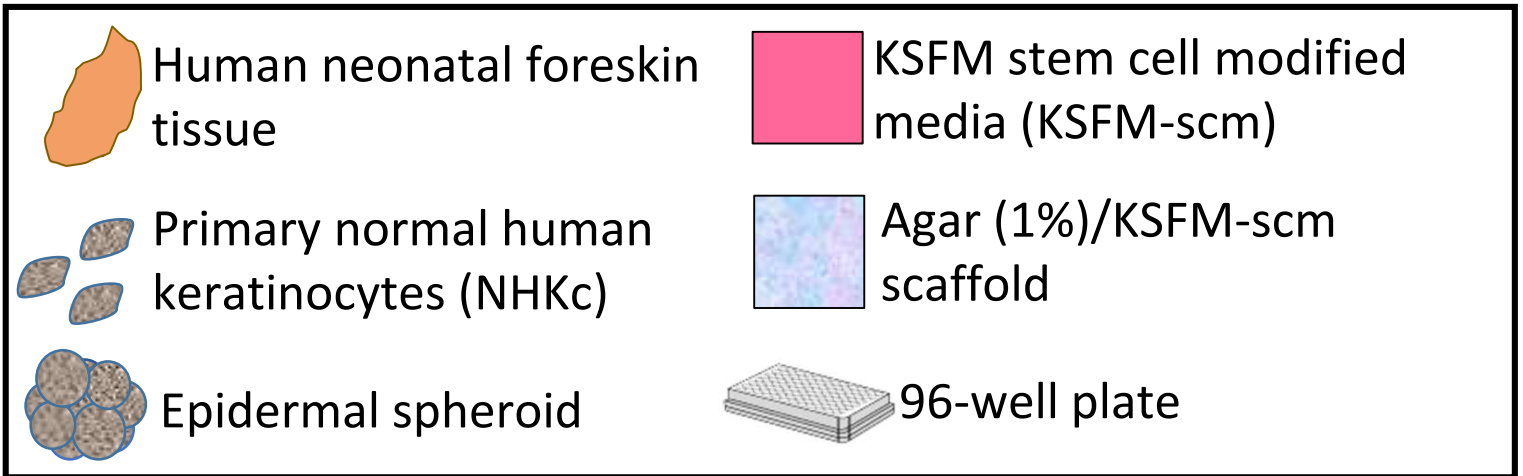 Human neonatal foreskin
tissue
Primary normal human
keratinocytes (NHKc)
Epidermal spheroid
KSFM stem cell modified
media (KSFM-scm)
Agar (1%)/KSFM-scm
scaffold
96-well plate